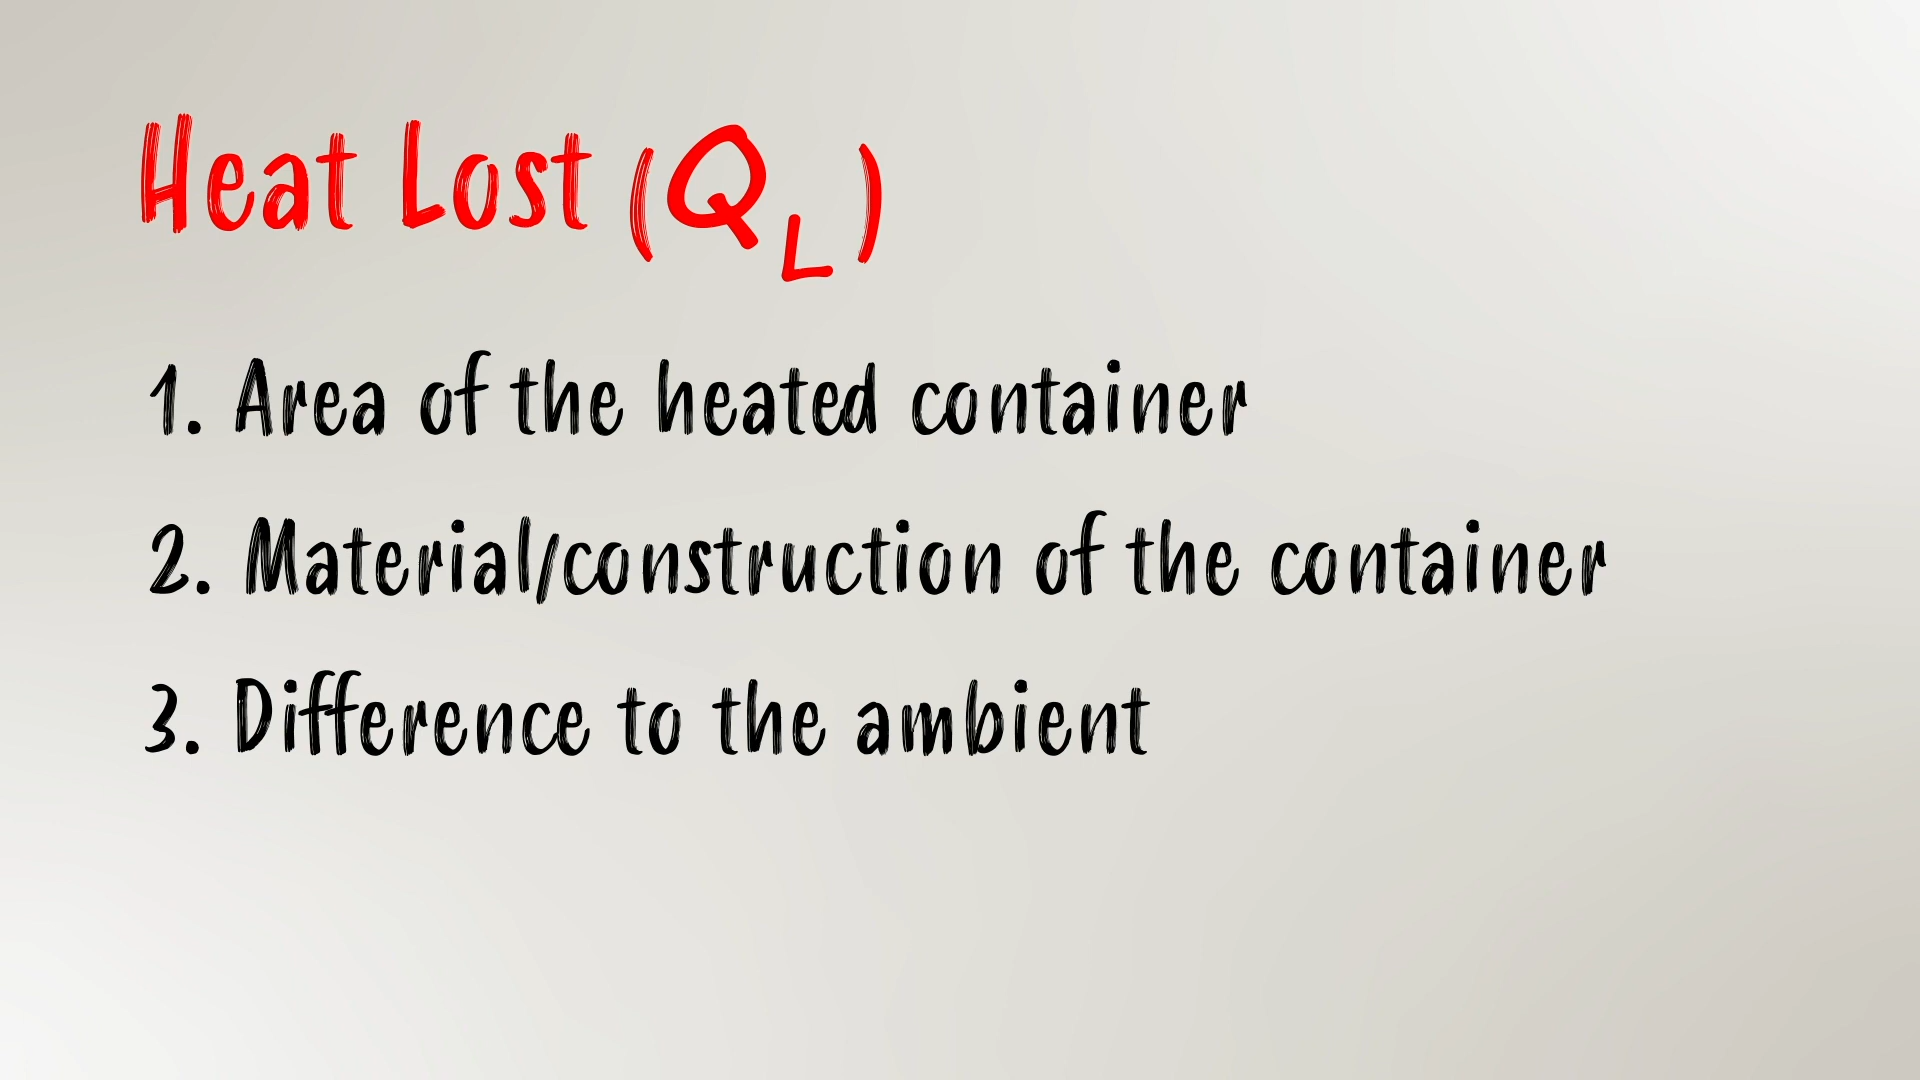 Heat Lost (QL)
1. Area of the heated container
2. Material/construction of the container
3. Difference to the ambient